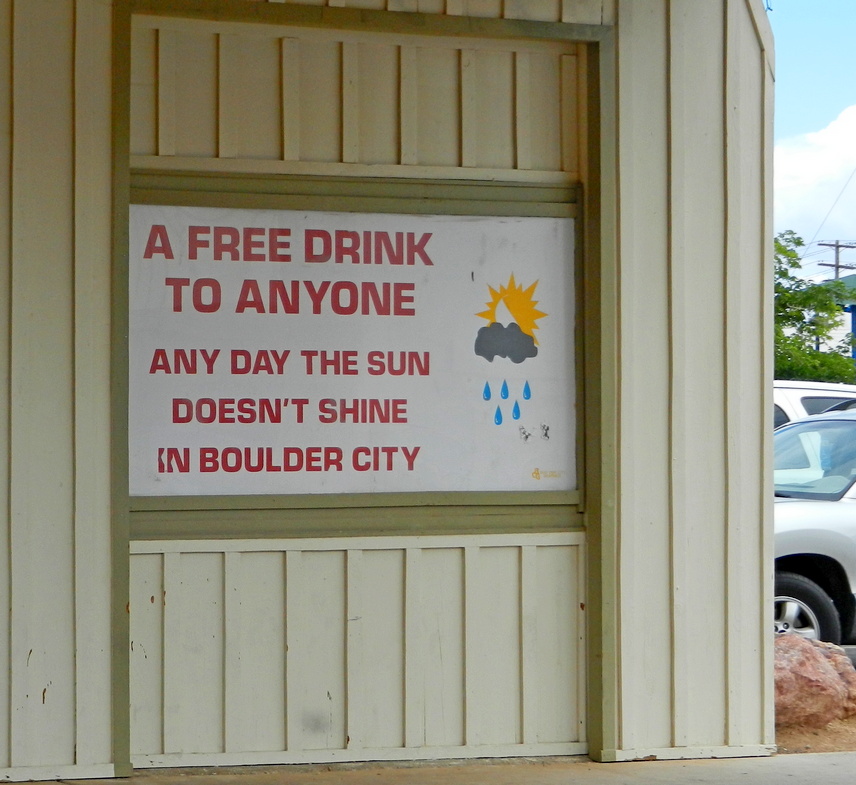 A FREE DRINK
TO ANYONE
ANY DAY THE SUN
DOESN'T SHINE
IN BOULDER CITY